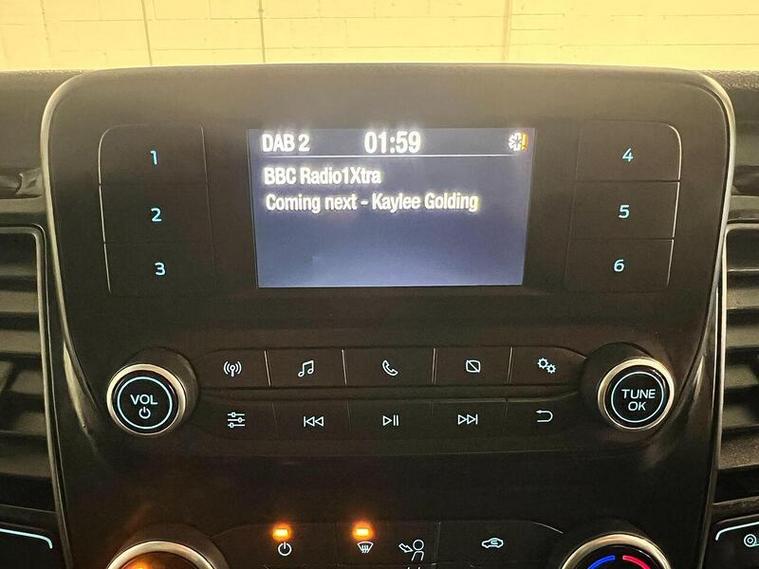 DAB 2 01:59
BBC Radio1Xtra
Coming next - Kaylee Golding
1
2
3
4
5
6
VOL
TUNE
OK